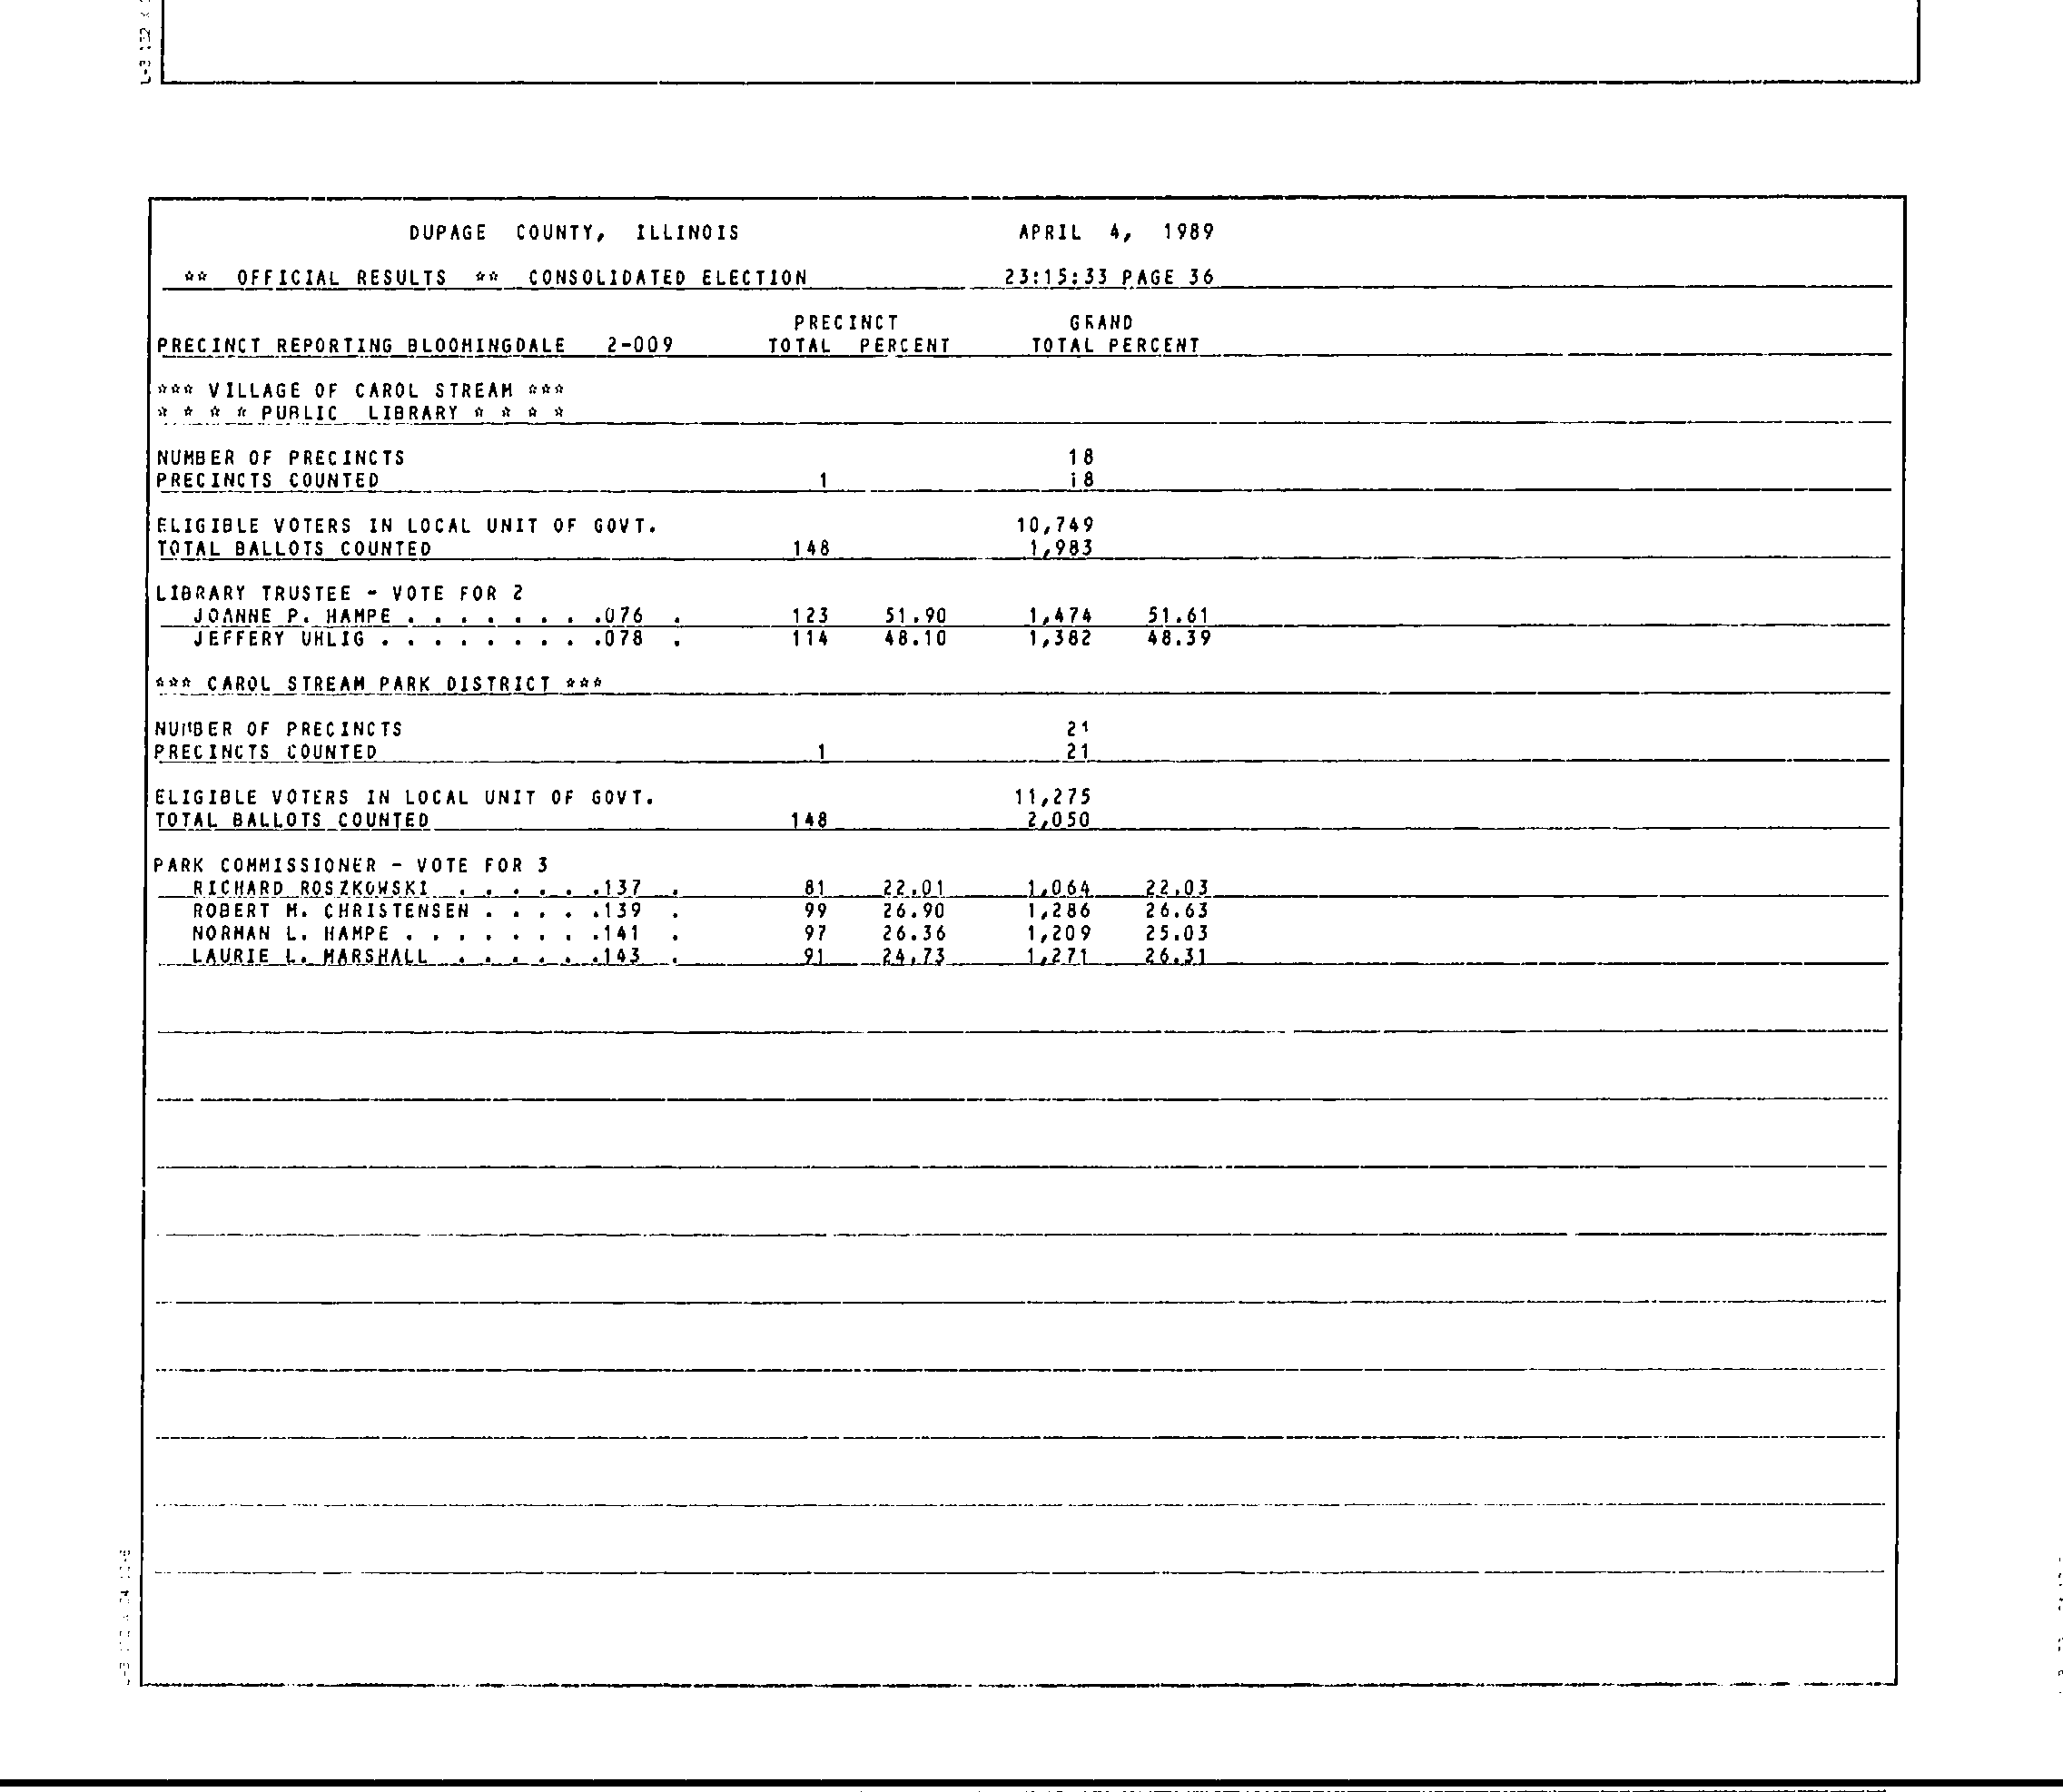 DUPAGE COUNTY, ILLINOIS APRIL 4, 1989
** OFFICIAL RESULTS ** CONSOLIDATED ELECTION 23:15:33 PAGE 36
PRECINCT GRAND
PRECINCT REPORTING BLOOMINGDALE 2-009 TOTAL PERCENT TOTAL PERCENT
*** VILLAGE OF CAROL STREAM ***
* * * * PUBLIC LIBRARY * * * *
NUMBER OF PRECINCTS 18
PRECINCTS COUNTED 1 18
ELIGIBLE VOTERS IN LOCAL UNIT OF GOVT. 10,749
TOTAL BALLOTS COUNTED 148 1,983
LIBRARY TRUSTEE - VOTE FOR 2
JOANNE P. HAMPE . . . . . . . .076 . 123 51.90 1,474 51.61
JEFFERY UHLIG . . . . . . . . .078 . 114 48.10 1,382 48.39
*** CAROL STREAM PARK DISTRICT ***
NUMBER OF PRECINCTS 21
PRECINCTS COUNTED 1 21
ELIGIBLE VOTERS IN LOCAL UNIT OF GOVT. 11,275
TOTAL BALLOTS COUNTED 148 2,050
PARK COMMISSIONER - VOTE FOR 3
RICHARD ROSZKOWSKI . . . . . .137 . 81 22.01 1,064 22.03
ROBERT M. CHRISTENSEN . . . . .139 . 99 26.90 1,286 26.63
NORMAN L. HAMPE . . . . . . . .141 . 97 26.36 1,209 25.03
LAURIE L. MARSHALL . . . . . .143 . 91 24.73 1,271 26.31